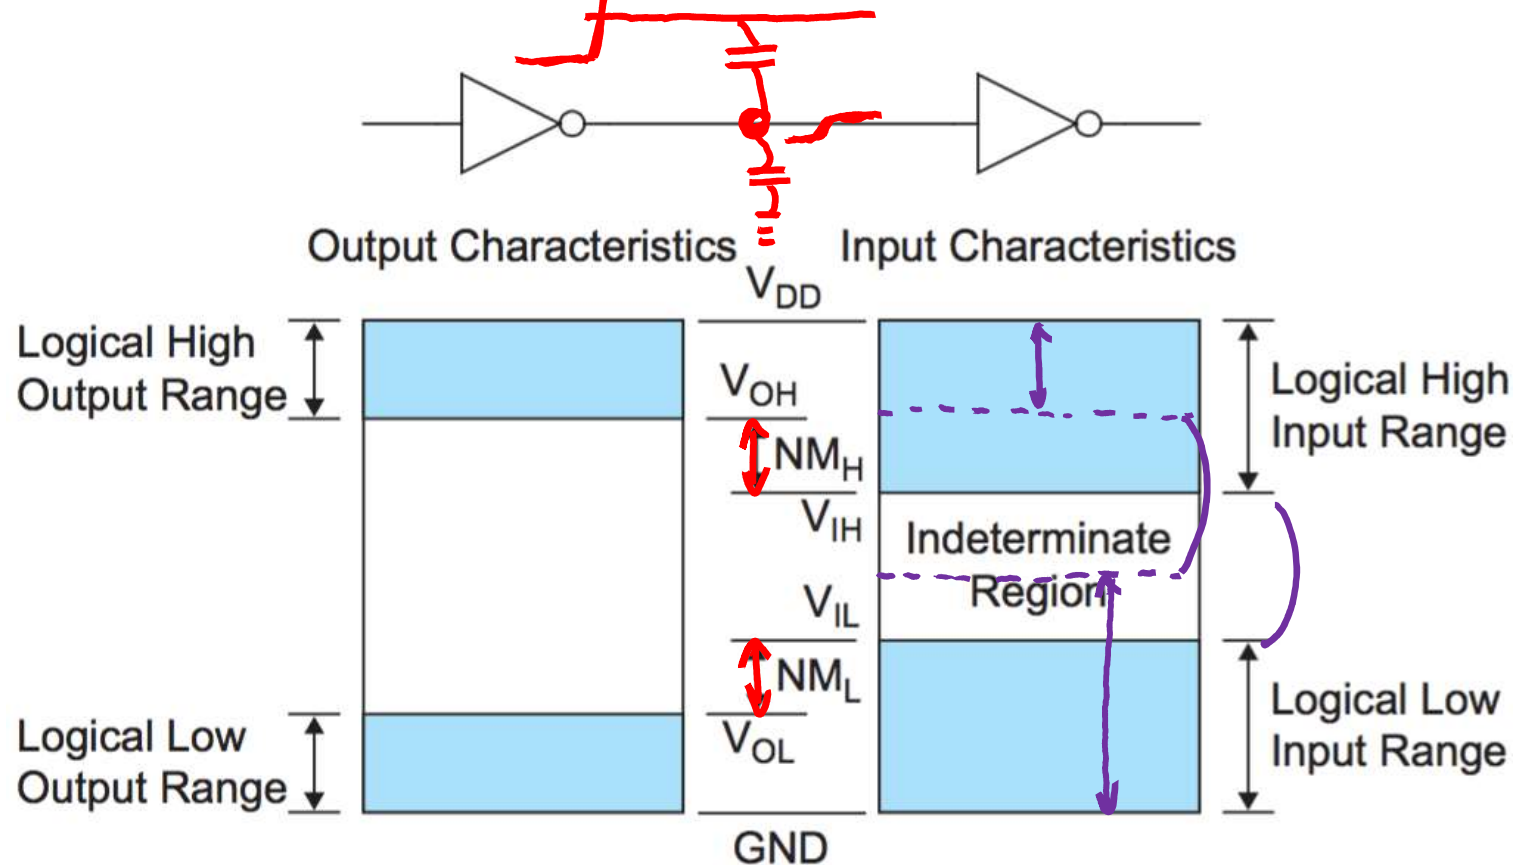 Output Characteristics
Input Characteristics
VDD
Logical High
Output Range
VOH
NMH
VIH
Logical High
Input Range
Indeterminate
Region
VIL
NML
VOL
Logical Low
Output Range
Logical Low
Input Range
GND